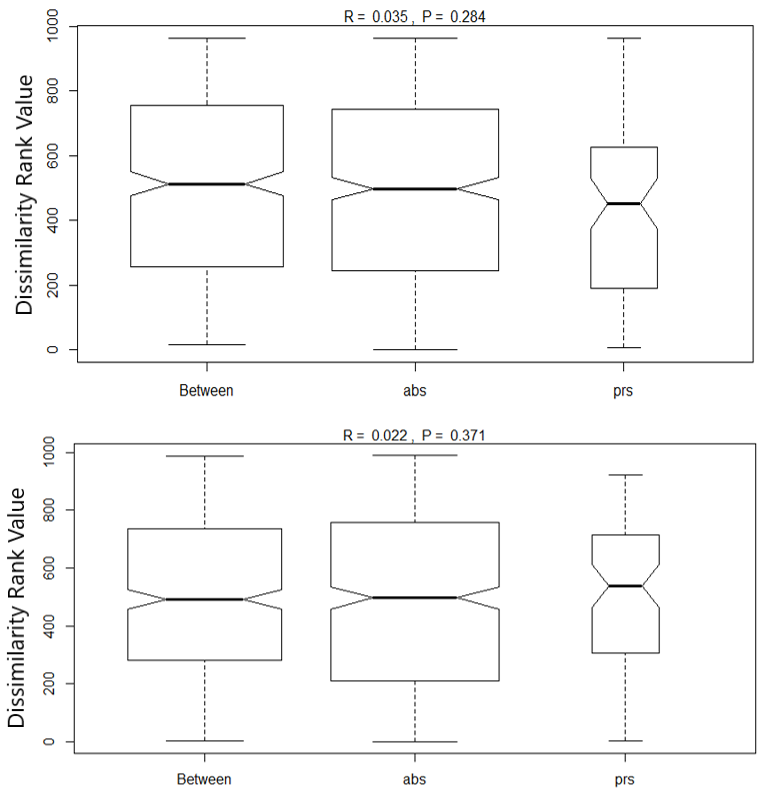 R = 0.035 , P = 0.284
Dissimilarity Rank Value
1000
800
600
400
200
0
Between abs prs
R = 0.022 , P = 0.371
Dissimilarity Rank Value
1000
800
600
400
200
0
Between abs prs